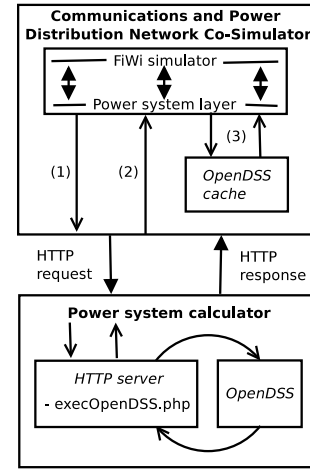 Communications and Power
Distribution Network Co-Simulator
FiWi simulator
Power system layer
(1)
(2)
(3)
OpenDSS
cache
HTTP
request
HTTP
response
Power system calculator
HTTP server
- execOpenDSS.php
OpenDSS